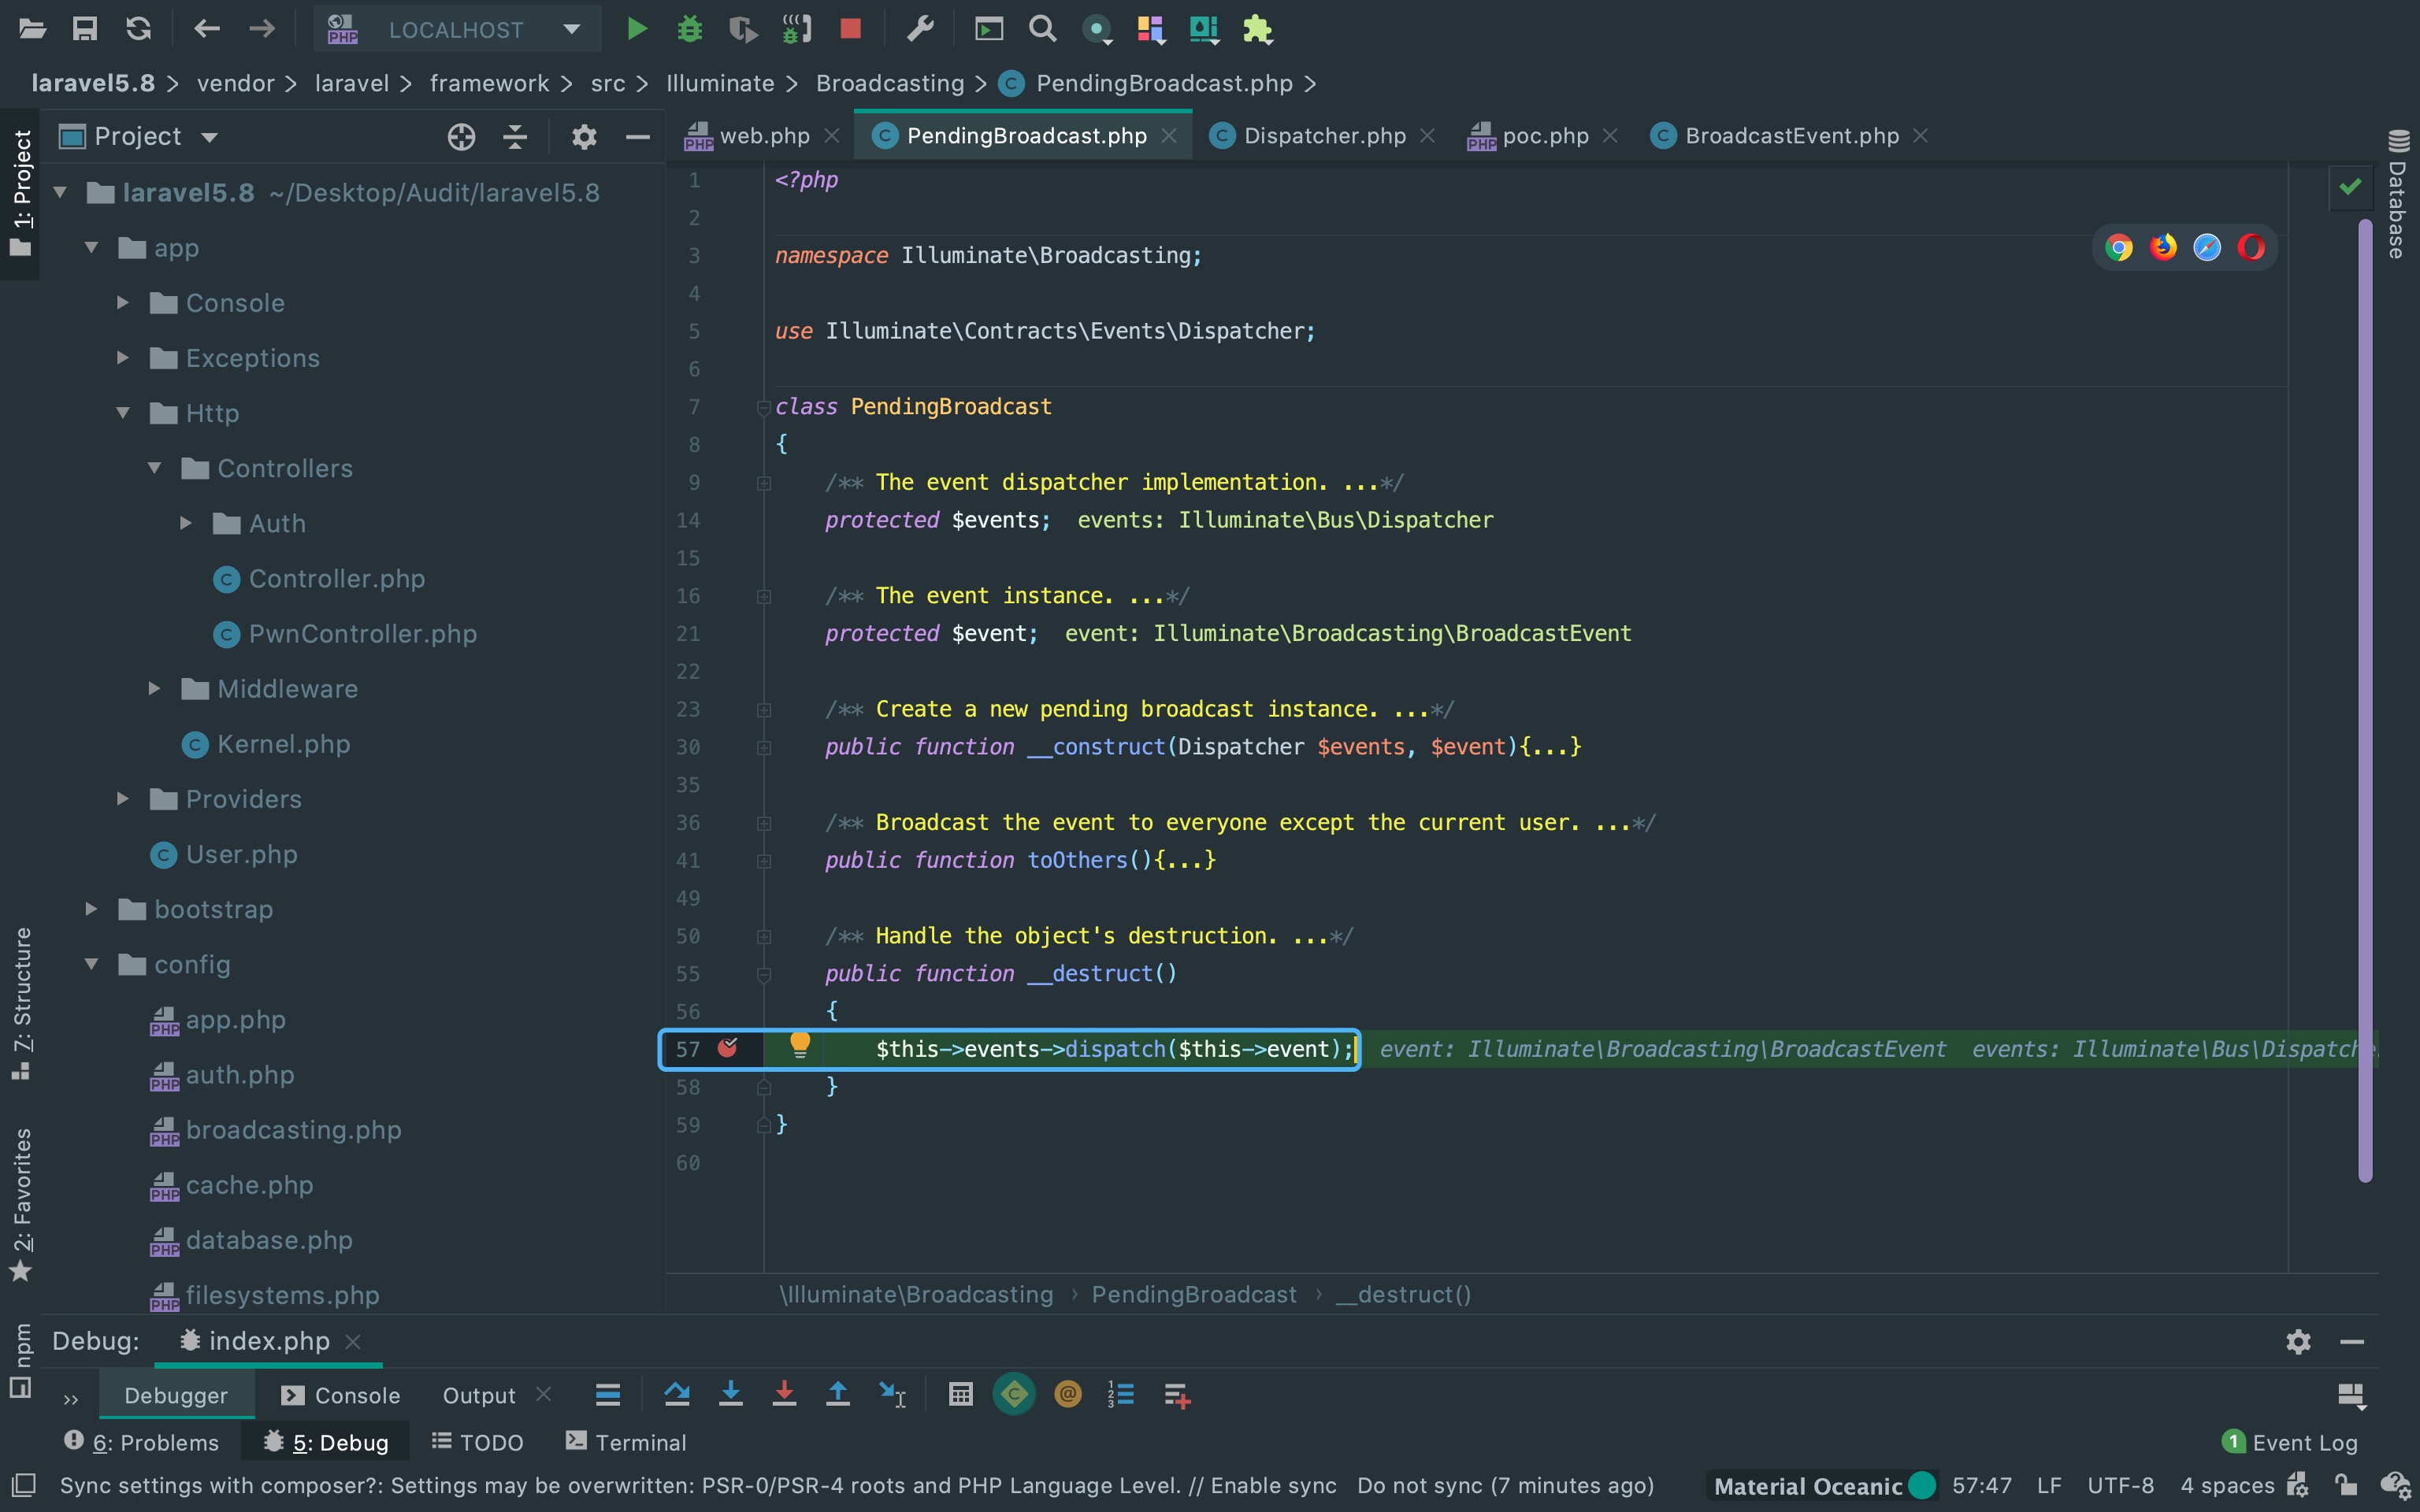 LOCALHOST
laravel5.8 > vendor > laravel > framework > src > Illuminate > Broadcasting > PendingBroadcast.php >
Project
web.php
PendingBroadcast.php
Dispatcher.php
poc.php
BroadcastEvent.php
1: Project
7: Structure
2: Favorites
npm
Database
laravel5.8 ~/Desktop/Audit/laravel5.8
app
Console
Exceptions
Http
Controllers
Auth
Controller.php
PwnController.php
Middleware
Kernel.php
Providers
User.php
bootstrap
config
app.php
auth.php
broadcasting.php
cache.php
database.php
filesystems.php
1 <?php
2
3 namespace Illuminate\Broadcasting;
4
5 use Illuminate\Contracts\Events\Dispatcher;
6
7 class PendingBroadcast
8 {
9 /** The event dispatcher implementation. ...*/
14 protected $events; events: Illuminate\Bus\Dispatcher
15
16 /** The event instance. ...*/
21 protected $event; event: Illuminate\Broadcasting\BroadcastEvent
22
23 /** Create a new pending broadcast instance. ...*/
30 public function __construct(Dispatcher $events, $event){...}
35
36 /** Broadcast the event to everyone except the current user. ...*/
41 public function toOthers(){...}
49
50 /** Handle the object's destruction. ...*/
55 public function __destruct()
56 {
57 $this->events->dispatch($this->event); event: Illuminate\Broadcasting\BroadcastEvent events: Illuminate\Bus\Dispatche
58 }
59 }
60
\Illuminate\Broadcasting > PendingBroadcast > __destruct()
Debug: index.php
Debugger Console Output
6: Problems 5: Debug TODO Terminal 1 Event Log
Sync settings with composer?: Settings may be overwritten: PSR-0/PSR-4 roots and PHP Language Level. // Enable sync Do not sync (7 minutes ago) Material Oceanic 57:47 LF UTF-8 4 spaces